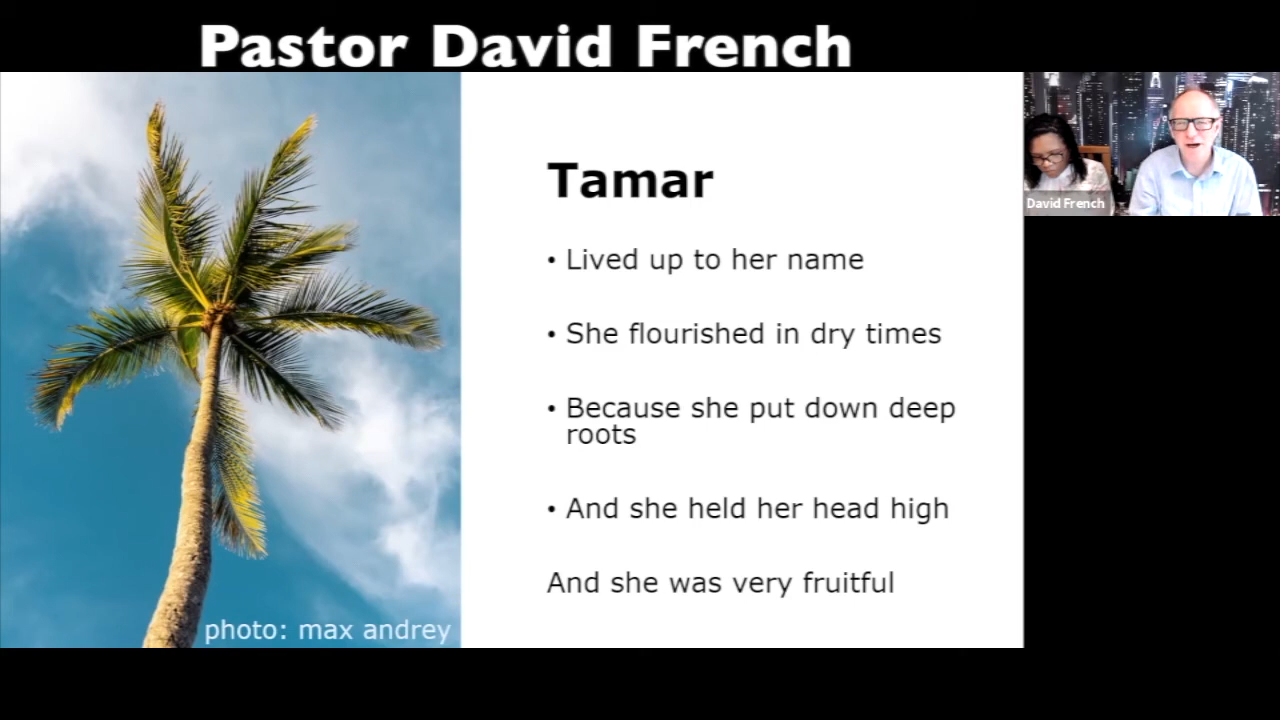 Pastor David French
Tamar
• Lived up to her name
• She flourished in dry times
• Because she put down deep
roots
• And she held her head high
And she was very fruitful
photo: max andrey
David French